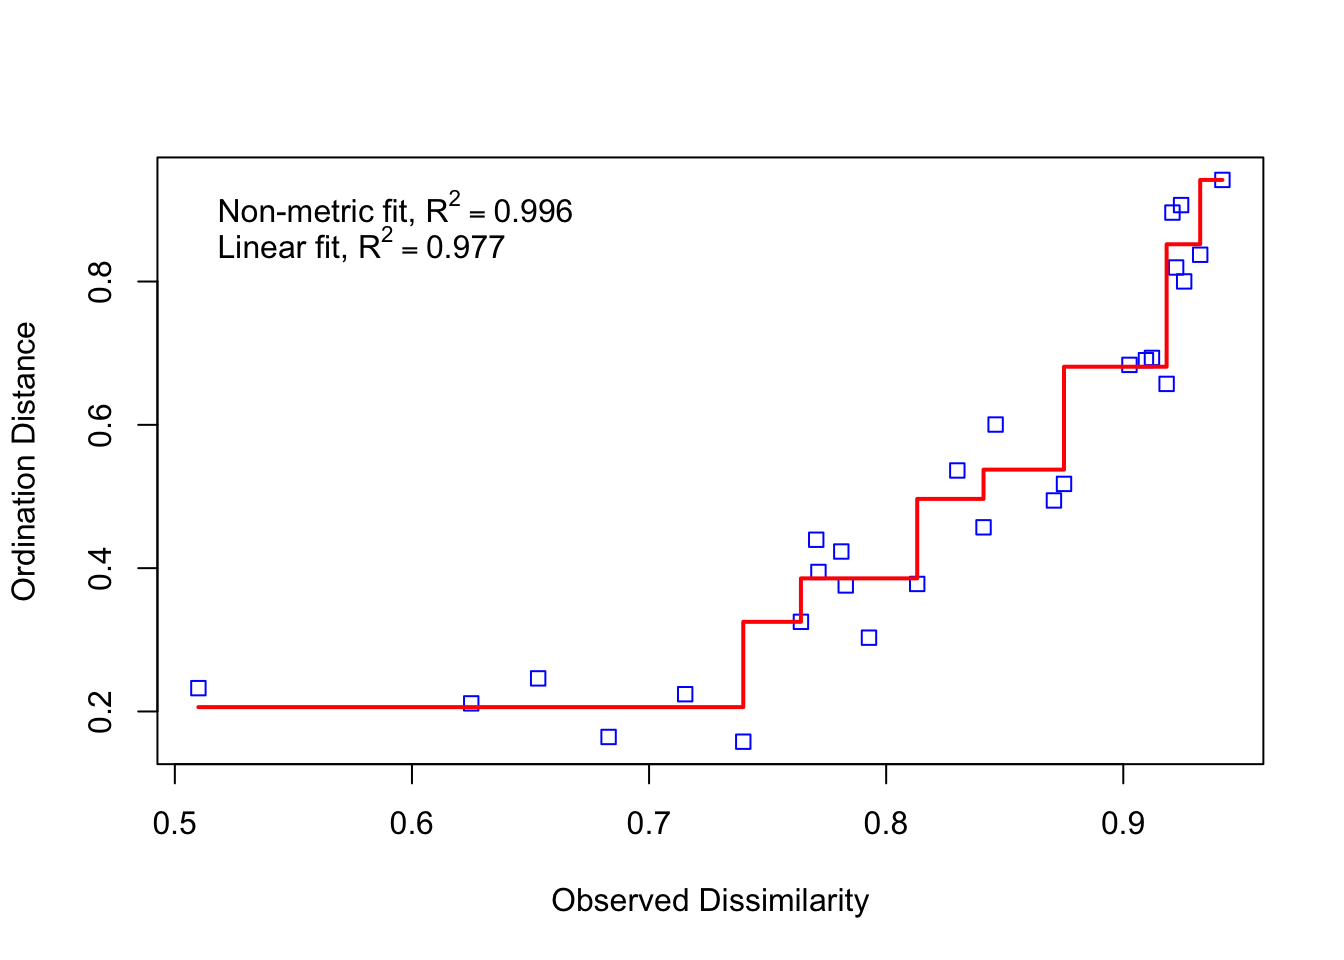 Non-metric fit, R² = 0.996
Linear fit, R² = 0.977
Ordination Distance
0.8
0.6
0.4
0.2
0.5 0.6 0.7 0.8 0.9
Observed Dissimilarity